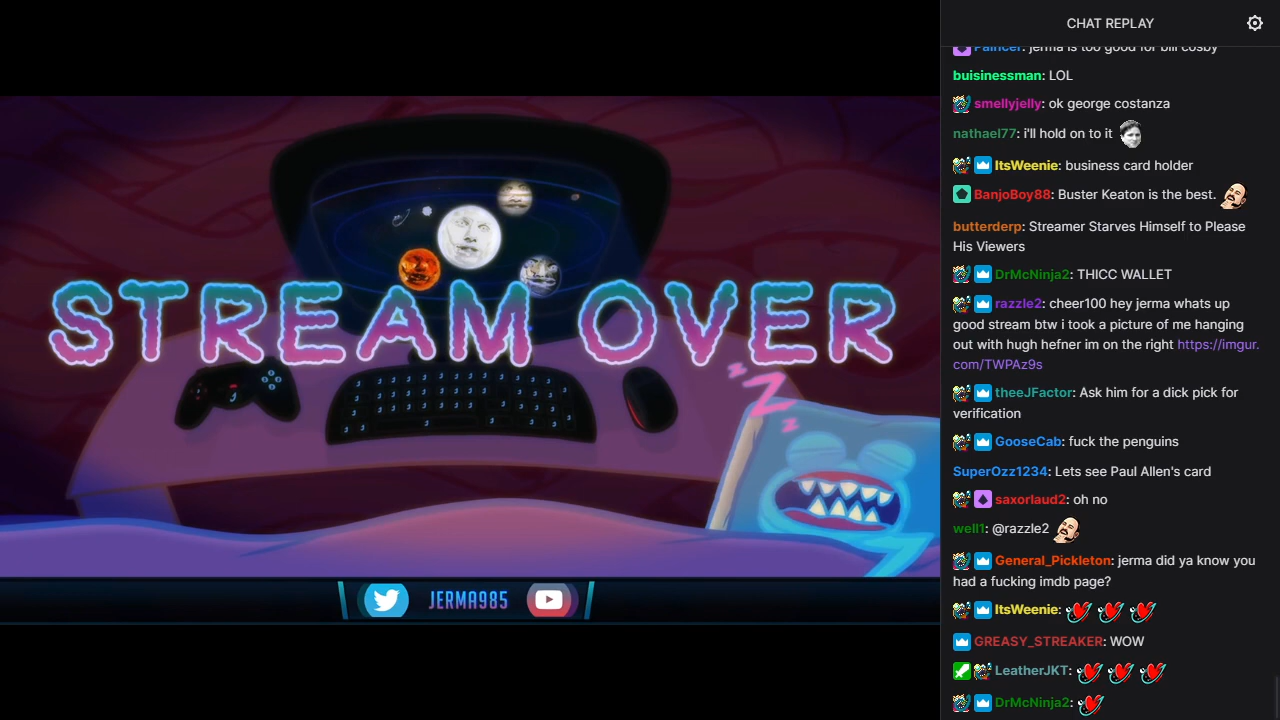 CHAT REPLAY
Paincer: jerma is too good for bill cosby
buisinessman: LOL
smellyjelly: ok george costanza
nathael77: i'll hold on to it
ItsWeenie: business card holder
BanjoBoy88: Buster Keaton is the best.
butterderp: Streamer Starves Himself to Please
His Viewers
DrMcNinja2: THICC WALLET
razzle2: cheer100 hey jerma whats up
good stream btw i took a picture of me hanging
out with hugh hefner im on the right https://imgur.
com/TWPAz9s
theeJFactor: Ask him for a dick pick for
verification
GooseCab: fuck the penguins
SuperOzz1234: Lets see Paul Allen's card
saxorlaud2: oh no
well1: @razzle2
General_Pickleton: jerma did ya know you
had a fucking imdb page?
ItsWeenie:
GREASY_STREAKER: WOW
LeatherJKT:
DrMcNinja2:
STREAM OVER
z
Z
z
JERMA985